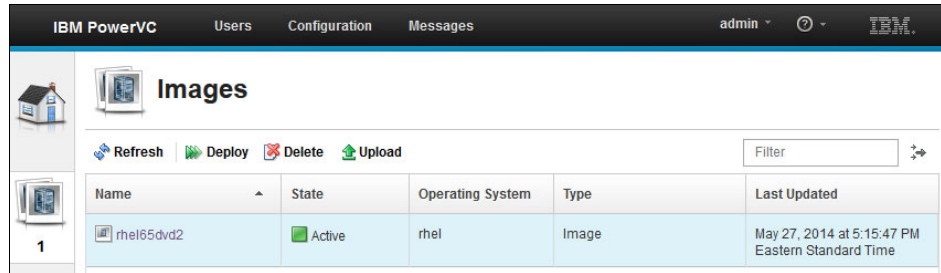 IBM PowerVC Users Configuration Messages admin ? IBM.
Images
Refresh Deploy Delete Upload Filter
Name State Operating System Type Last Updated
rhel65dvd2 Active rhel Image May 27, 2014 at 5:15:47 PM
Eastern Standard Time
1